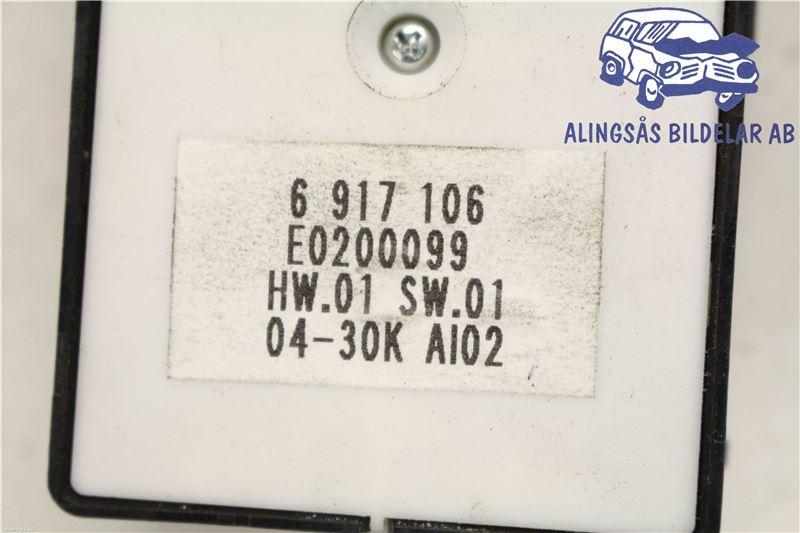 ALINGSÅS BILDELAR AB
6 917 106
E0200099
HW.01 SW.01
04-30K AI02